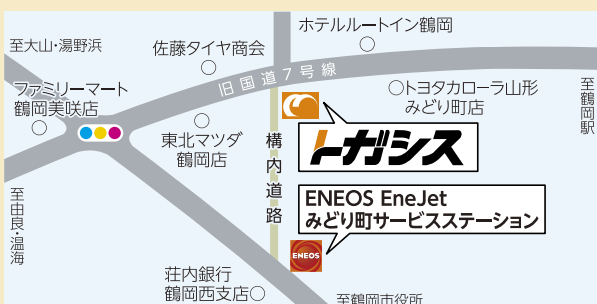 ホテルルートイン鶴岡
至大山・湯野浜
佐藤タイヤ商会
旧国道7号線
ファミリーマート
鶴岡美咲店
トヨタカローラ山形
みどり町店
至鶴岡駅
東北マツダ
鶴岡店
構内道路
トガシス
ENEOS EneJet
みどり町サービスステーション
至由良・温海
ENEOS
荘内銀行
鶴岡西支店
至鶴岡市役所